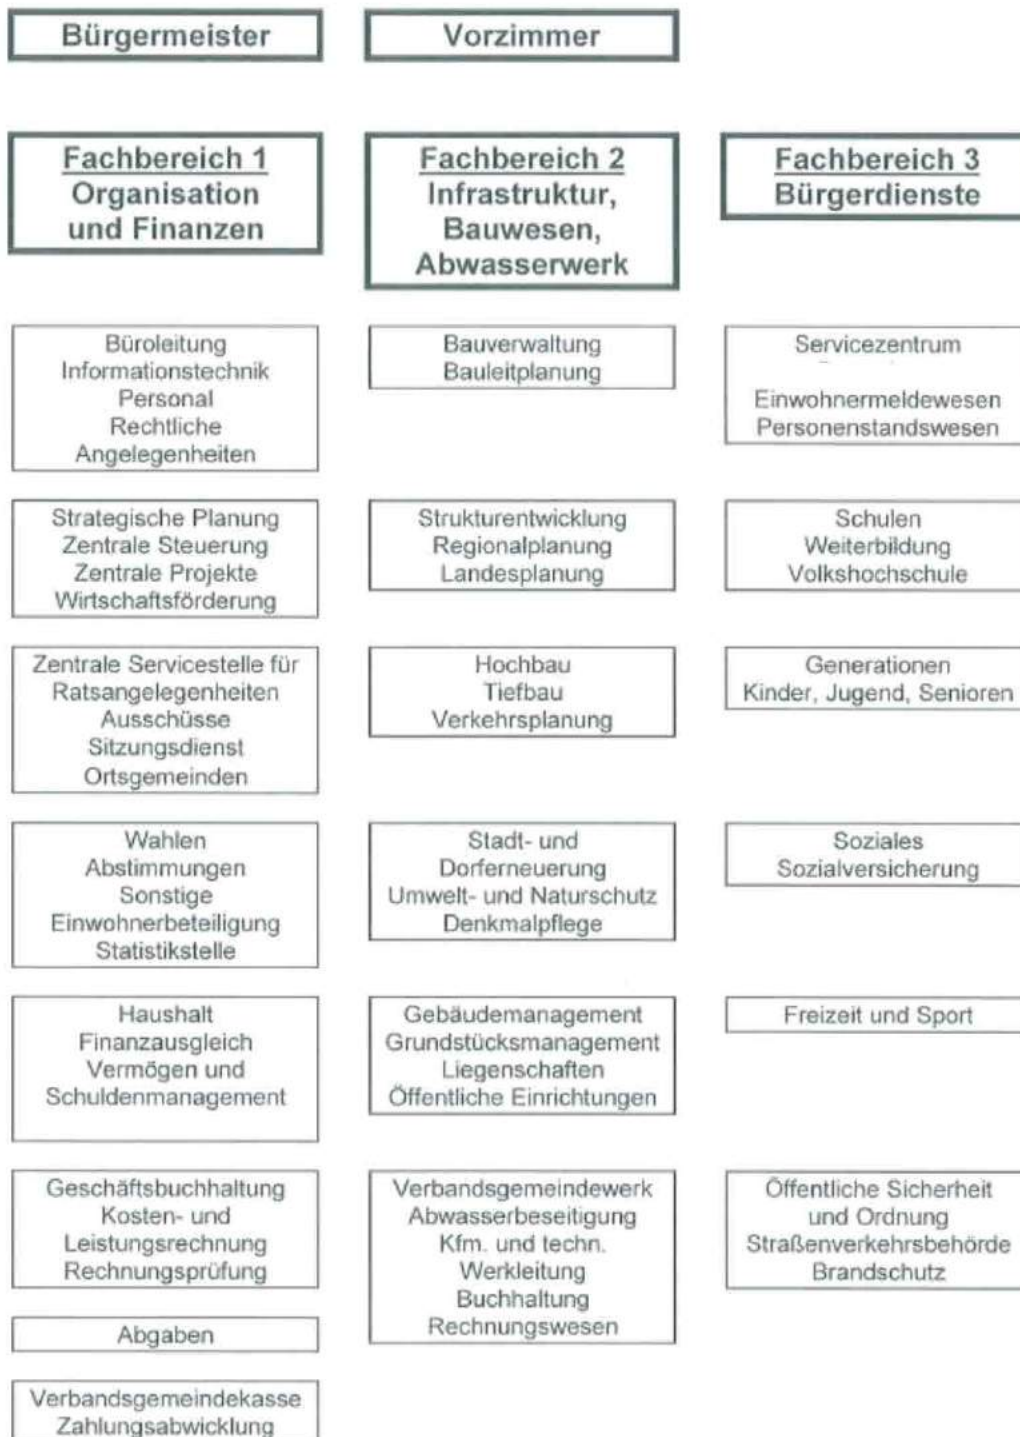 Bürgermeister
Vorzimmer
Fachbereich 1
Organisation
und Finanzen
Fachbereich 2
Infrastruktur,
Bauwesen,
Abwasserwerk
Fachbereich 3
Bürgerdienste
Büroleitung
Informationstechnik
Personal
Rechtliche
Angelegenheiten
Strategische Planung
Zentrale Steuerung
Zentrale Projekte
Wirtschaftsförderung
Zentrale Servicestelle für
Ratsangelegenheiten
Ausschüsse
Sitzungsdienst
Ortsgemeinden
Wahlen
Abstimmungen
Sonstige
Einwohnerbeteiligung
Statistikstelle
Haushalt
Finanzausgleich
Vermögen und
Schuldenmanagement
Geschäftsbuchhaltung
Kosten- und
Leistungsrechnung
Rechnungsprüfung
Abgaben
Verbandsgemeindekasse
Zahlungsabwicklung
Bauverwaltung
Bauleitplanung
Strukturentwicklung
Regionalplanung
Landesplanung
Hochbau
Tiefbau
Verkehrsplanung
Stadt- und
Dorferneuerung
Umwelt- und Naturschutz
Denkmalpflege
Gebäudemanagement
Grundstücksmanagement
Liegenschaften
Öffentliche Einrichtungen
Verbandsgemeindewerk
Abwasserbeseitigung
Kfm. und techn.
Werkleitung
Buchhaltung
Rechnungswesen
Servicezentrum
Einwohnermeldewesen
Personenstandswesen
Schulen
Weiterbildung
Volkshochschule
Generationen
Kinder, Jugend, Senioren
Soziales
Sozialversicherung
Freizeit und Sport
Öffentliche Sicherheit
und Ordnung
Straßenverkehrsbehörde
Brandschutz